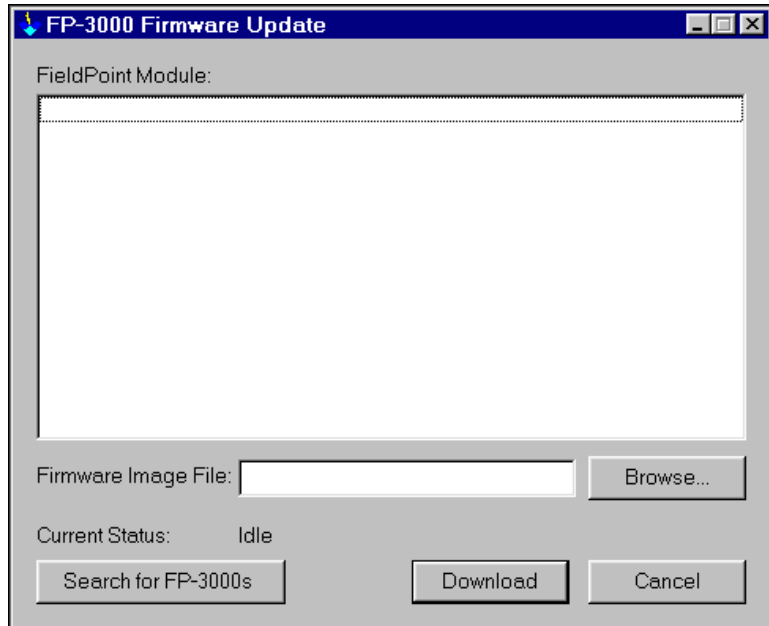 FP-3000 Firmware Update
FieldPoint Module:
Firmware Image File:
Browse...
Current Status: Idle
Search for FP-3000s
Download
Cancel